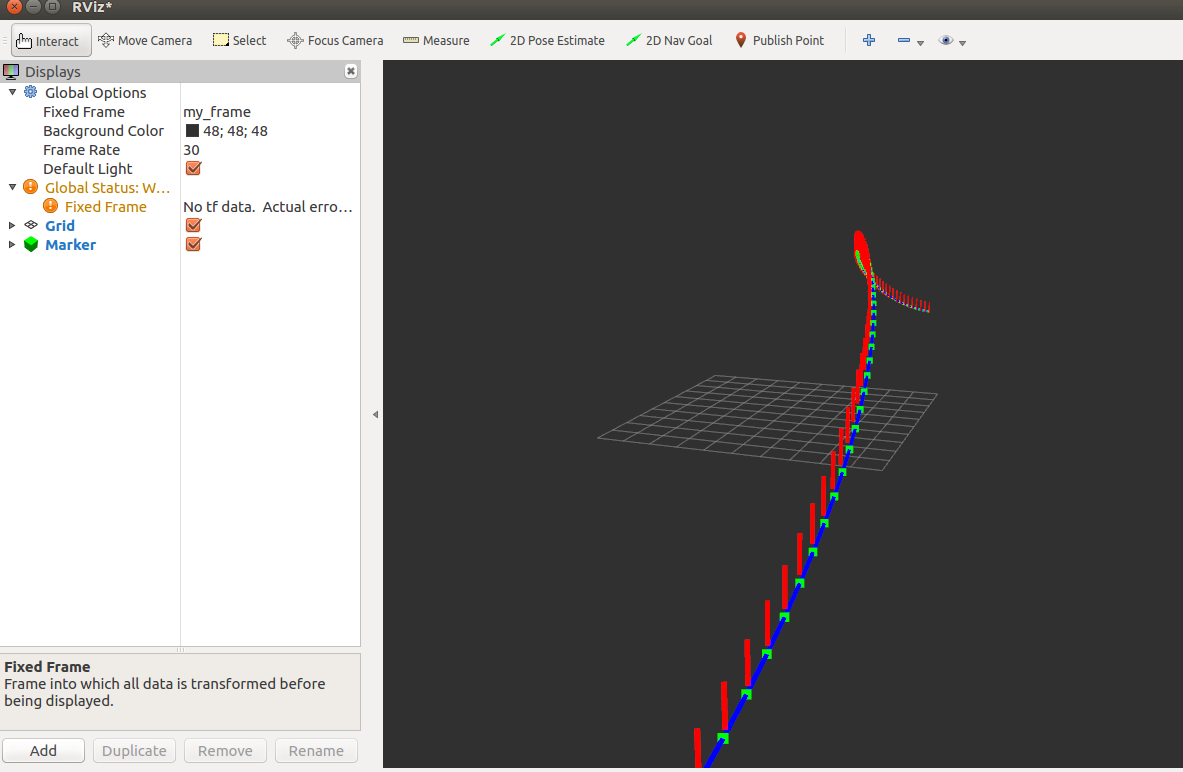 RViz*
Interact Move Camera Select Focus Camera Measure 2D Pose Estimate 2D Nav Goal Publish Point
Displays
Global Options
Fixed Frame my_frame
Background Color 48; 48; 48
Frame Rate 30
Default Light
Global Status: W...
Fixed Frame No tf data.  Actual erro...
Grid
Marker
Fixed Frame
Frame into which all data is transformed before
being displayed.
Add Duplicate Remove Rename